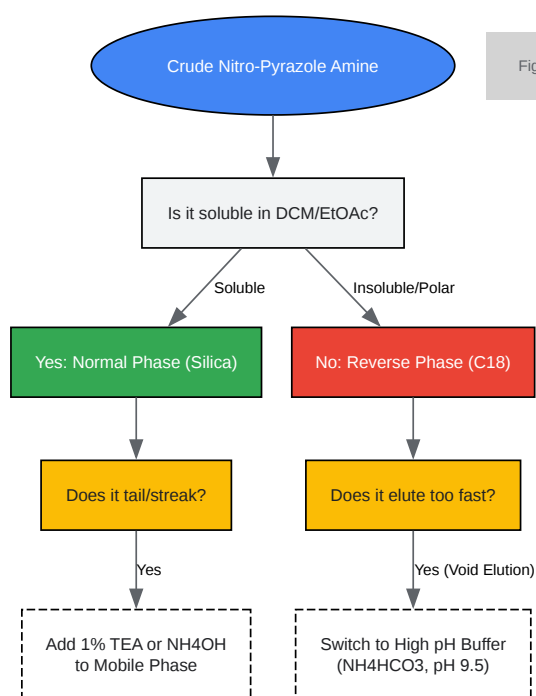 Crude Nitro-Pyrazole Amine
Fig
Is it soluble in DCM/EtOAc?
Soluble
Insoluble/Polar
Yes: Normal Phase (Silica)
No: Reverse Phase (C18)
Does it tail/streak?
Does it elute too fast?
Yes
Yes (Void Elution)
Add 1% TEA or NH4OH
to Mobile Phase
Switch to High pH Buffer
(NH4HCO3, pH 9.5)